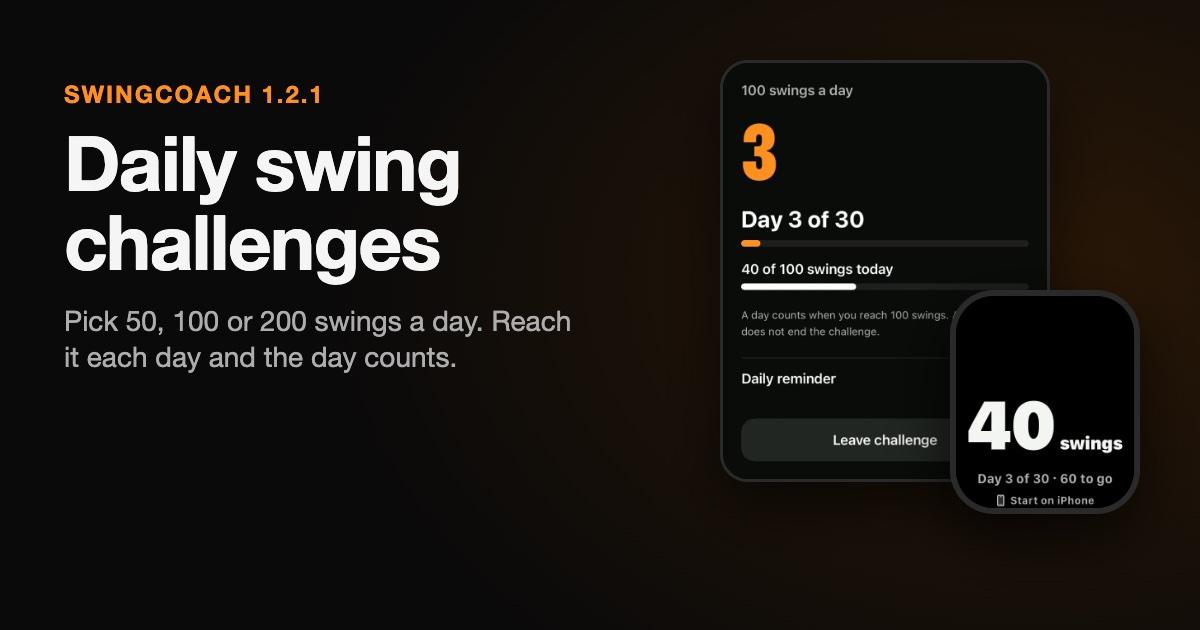 SWINGCOACH 1.2.1
Daily swing
challenges
Pick 50, 100 or 200 swings a day. Reach
it each day and the day counts.
100 swings a day
3
Day 3 of 30
40 of 100 swings today
A day counts when you reach 100 swings.
does not end the challenge.
Daily reminder
Leave challenge
40 swings
Day 3 of 30 · 60 to go
Start on iPhone